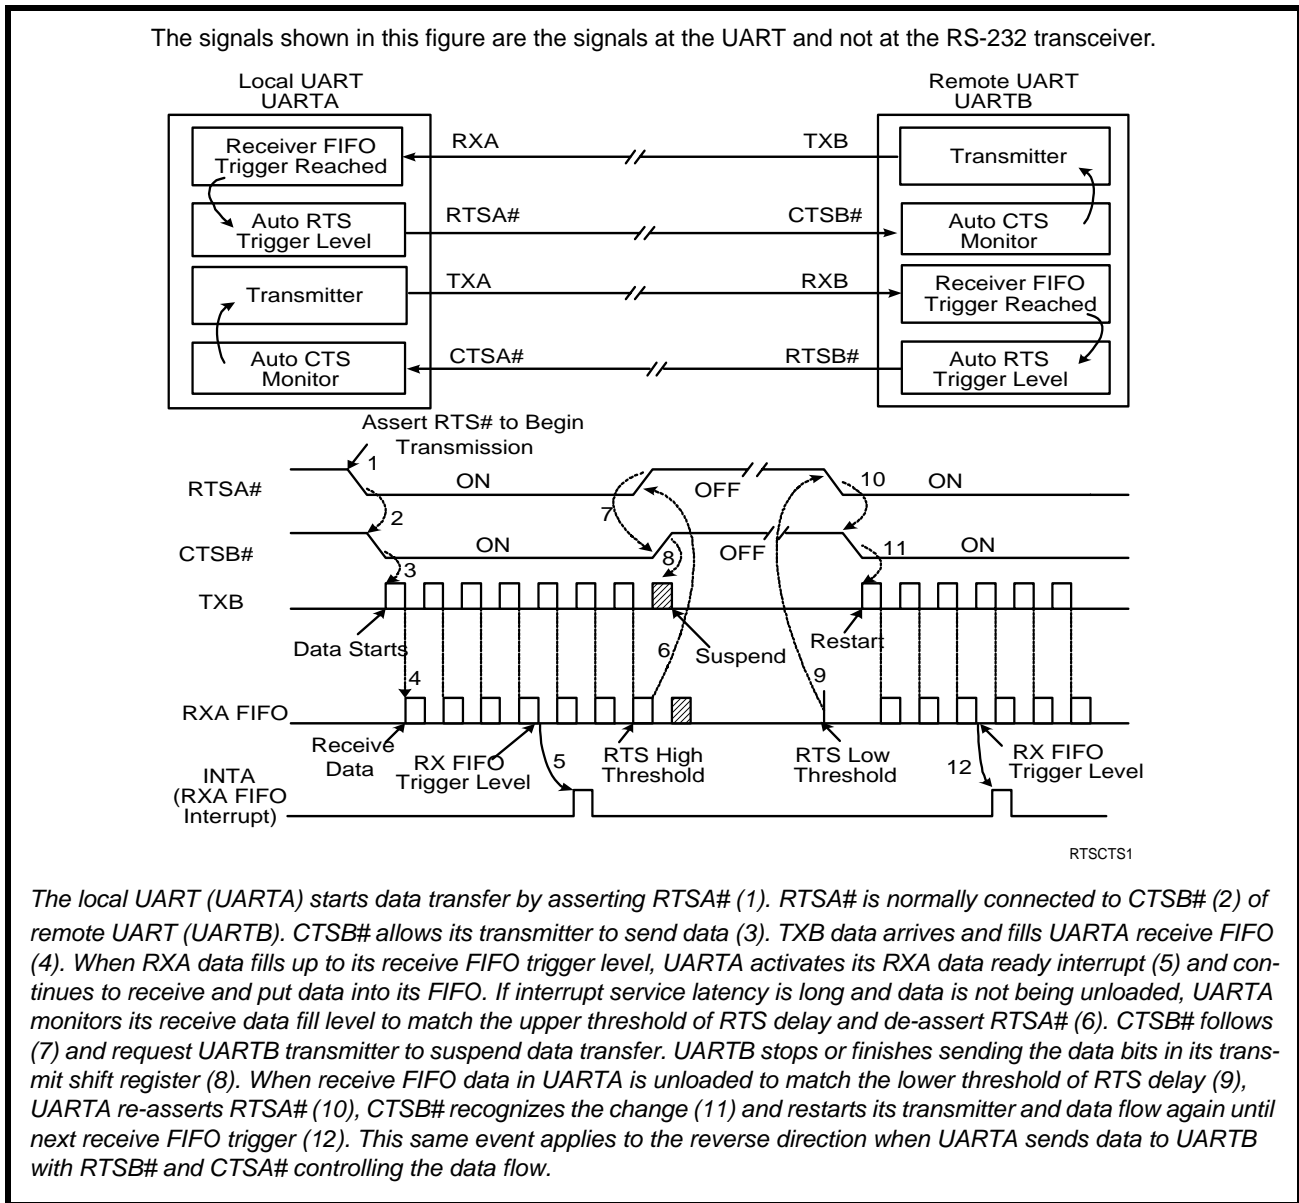 The signals shown in this figure are the signals at the UART and not at the RS-232 transceiver.
Local UART
UARTA
Remote UART
UARTB
Receiver FIFO
Trigger Reached
RXA
TXB
Transmitter
Auto RTS
Trigger Level
RTSA#
CTSB#
Auto CTS
Monitor
Transmitter
TXA
RXB
Receiver FIFO
Trigger Reached
Auto CTS
Monitor
CTSA#
RTSB#
Auto RTS
Trigger Level
Assert RTS# to Begin
Transmission
1
RTSA#
ON
OFF
10
ON
2
7
CTSB#
ON
8
OFF
11
ON
3
TXB
Data Starts
6
Suspend
Restart
4
9
RXA FIFO
Receive
Data
RX FIFO
Trigger Level
5
RTS High
Threshold
RTS Low
Threshold
12
RX FIFO
Trigger Level
INTA
(RXA FIFO
Interrupt)
RTSCTS1
The local UART (UARTA) starts data transfer by asserting RTSA# (1). RTSA# is normally connected to CTSB# (2) of
remote UART (UARTB). CTSB# allows its transmitter to send data (3). TXB data arrives and fills UARTA receive FIFO
(4). When RXA data fills up to its receive FIFO trigger level, UARTA activates its RXA data ready interrupt (5) and con-
tinues to receive and put data into its FIFO. If interrupt service latency is long and data is not being unloaded, UARTA
monitors its receive data fill level to match the upper threshold of RTS delay and de-assert RTSA# (6). CTSB# follows
(7) and request UARTB transmitter to suspend data transfer. UARTB stops or finishes sending the data bits in its trans-
mit shift register (8). When receive FIFO data in UARTA is unloaded to match the lower threshold of RTS delay (9),
UARTA re-asserts RTSA# (10), CTSB# recognizes the change (11) and restarts its transmitter and data flow again until
next receive FIFO trigger (12). This same event applies to the reverse direction when UARTA sends data to UARTB
with RTSB# and CTSA# controlling the data flow.